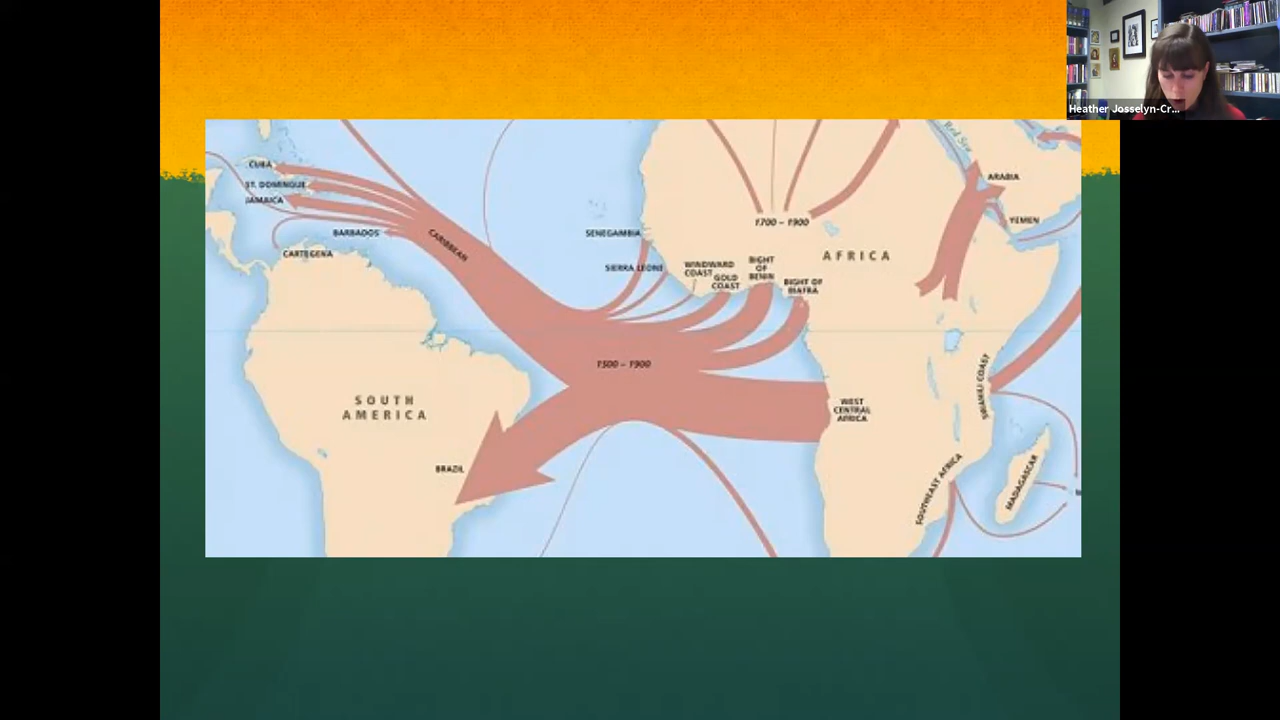 Heather Josselyn-Cr...
Red Sea
CUBA
ST. DOMINGUE
JAMAICA
BARBADOS
CARTEGENA
CARIBBEAN
SENEGAMBIA
SIERRA LEONE
WINDWARD
COAST
GOLD
COAST
BIGHT
OF
BENIN
BIGHT OF
BIAFRA
1700 – 1900
AFRICA
ARABIA
YEMEN
1500 – 1900
SOUTH
AMERICA
BRAZIL
WEST
CENTRAL
AFRICA
SWAHILI COAST
SOUTHEAST AFRICA
MADAGASCAR